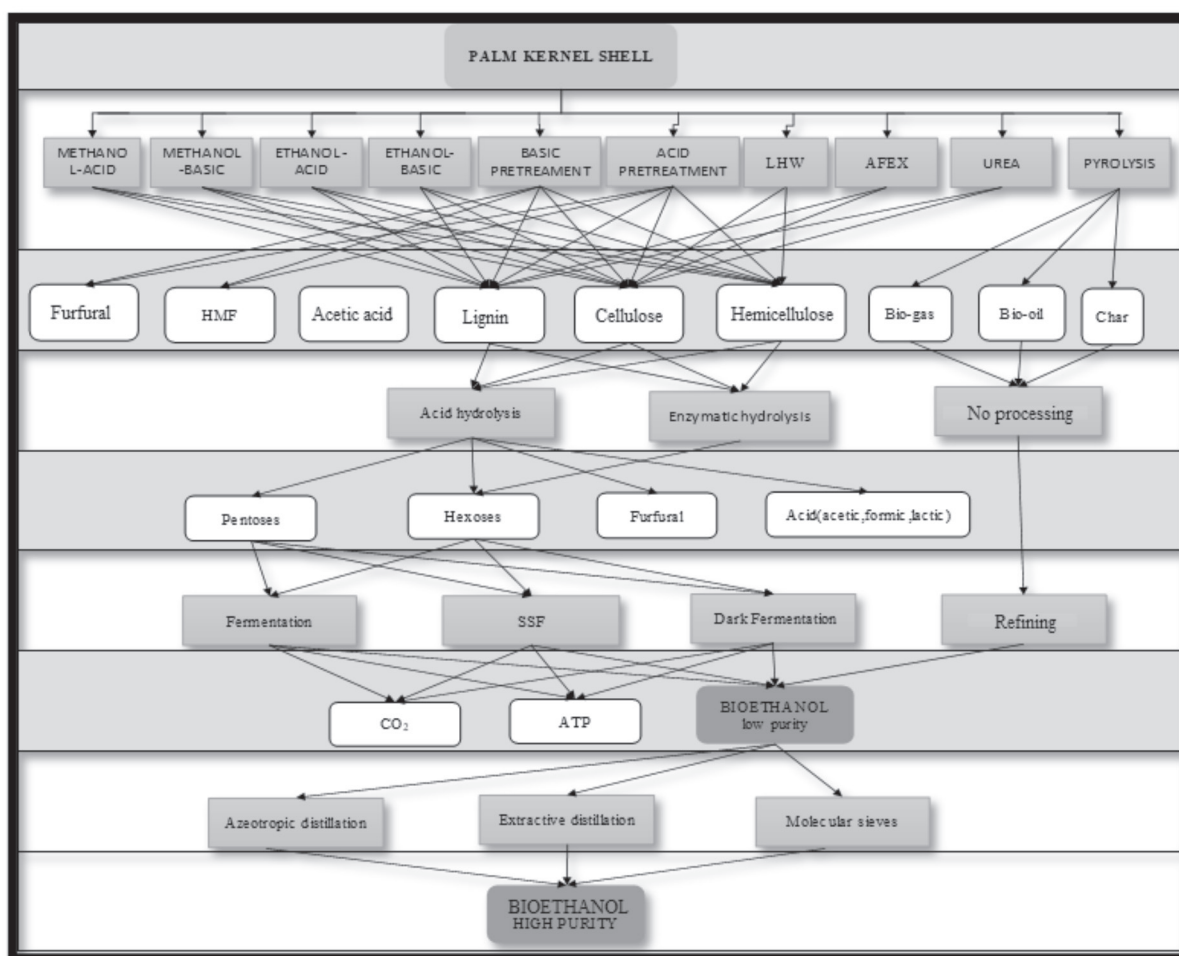 PALM KERNEL SHELL
METHANO
L-ACID
METHANOL
-BASIC
ETHANOL-
ACID
ETHANOL-
BASIC
BASIC
PRETREAMENT
ACID
PRETREATMENT
LHW
AFEX
UREA
PYROLYSIS
Furfural
HMF
Acetic acid
Lignin
Cellulose
Hemicellulose
Bio-gas
Bio-oil
Char
Acid hydrolysis
Enzymatic hydrolysis
No processing
Pentoses
Hexoses
Furfural
Acid(acetic,formic,lactic)
Fermentation
SSF
Dark Fermentation
Refining
CO₂
ATP
BIOETHANOL
low purity
Azeotropic distillation
Extractive distillation
Molecular sieves
BIOETHANOL
HIGH PURITY